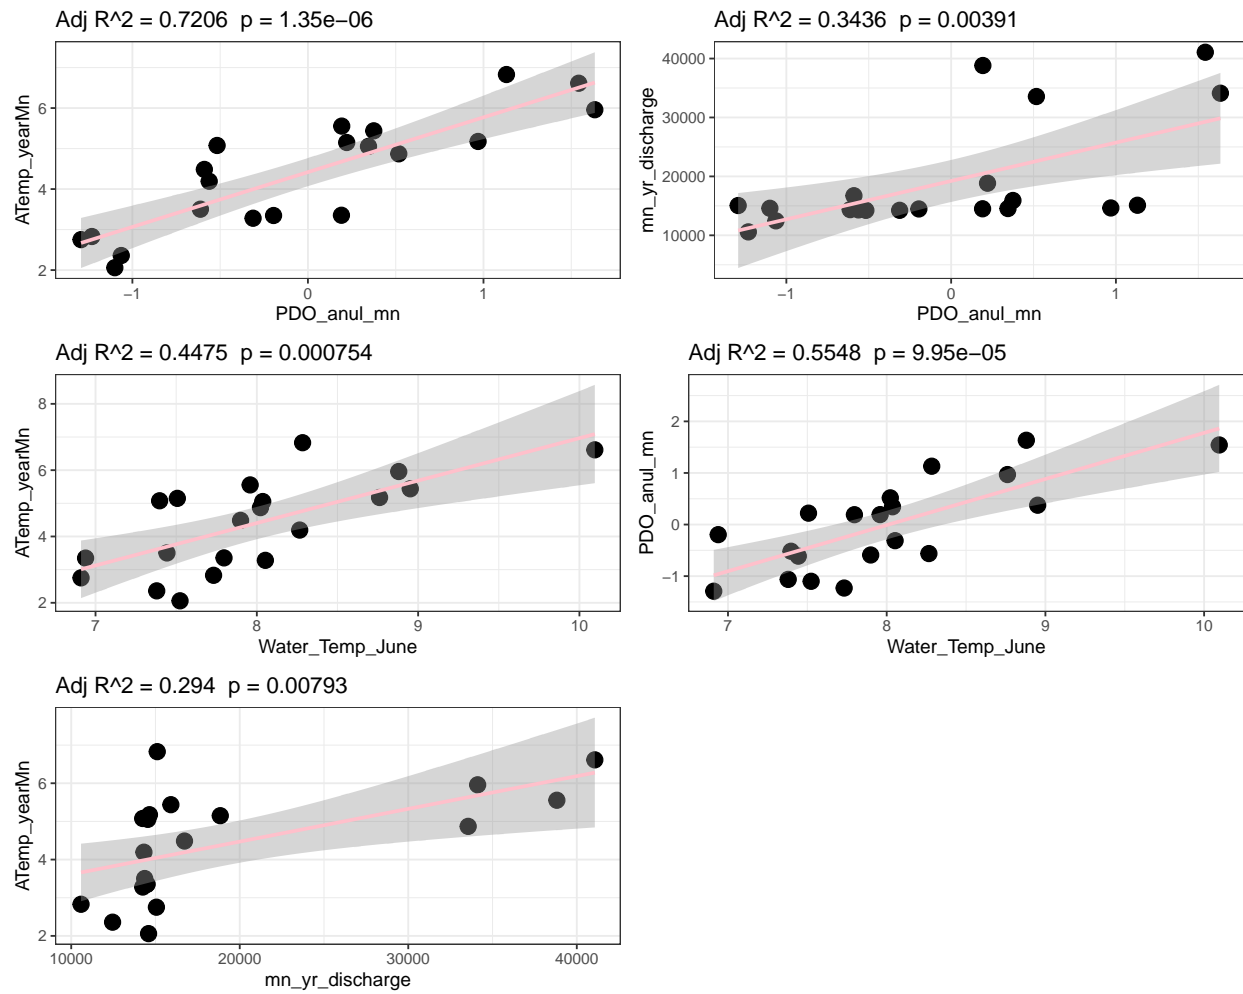 Adj R^2 = 0.7206  p = 1.35e−06
ATemp_yearMn
6
4
2
−1
0
1
PDO_anul_mn
Adj R^2 = 0.3436  p = 0.00391
mn_yr_discharge
40000
30000
20000
10000
−1
0
1
PDO_anul_mn
Adj R^2 = 0.4475  p = 0.000754
ATemp_yearMn
8
6
4
2
7
8
9
10
Water_Temp_June
Adj R^2 = 0.5548  p = 9.95e−05
PDO_anul_mn
2
1
0
−1
7
8
9
10
Water_Temp_June
Adj R^2 = 0.294  p = 0.00793
ATemp_yearMn
6
4
2
10000
20000
30000
40000
mn_yr_discharge